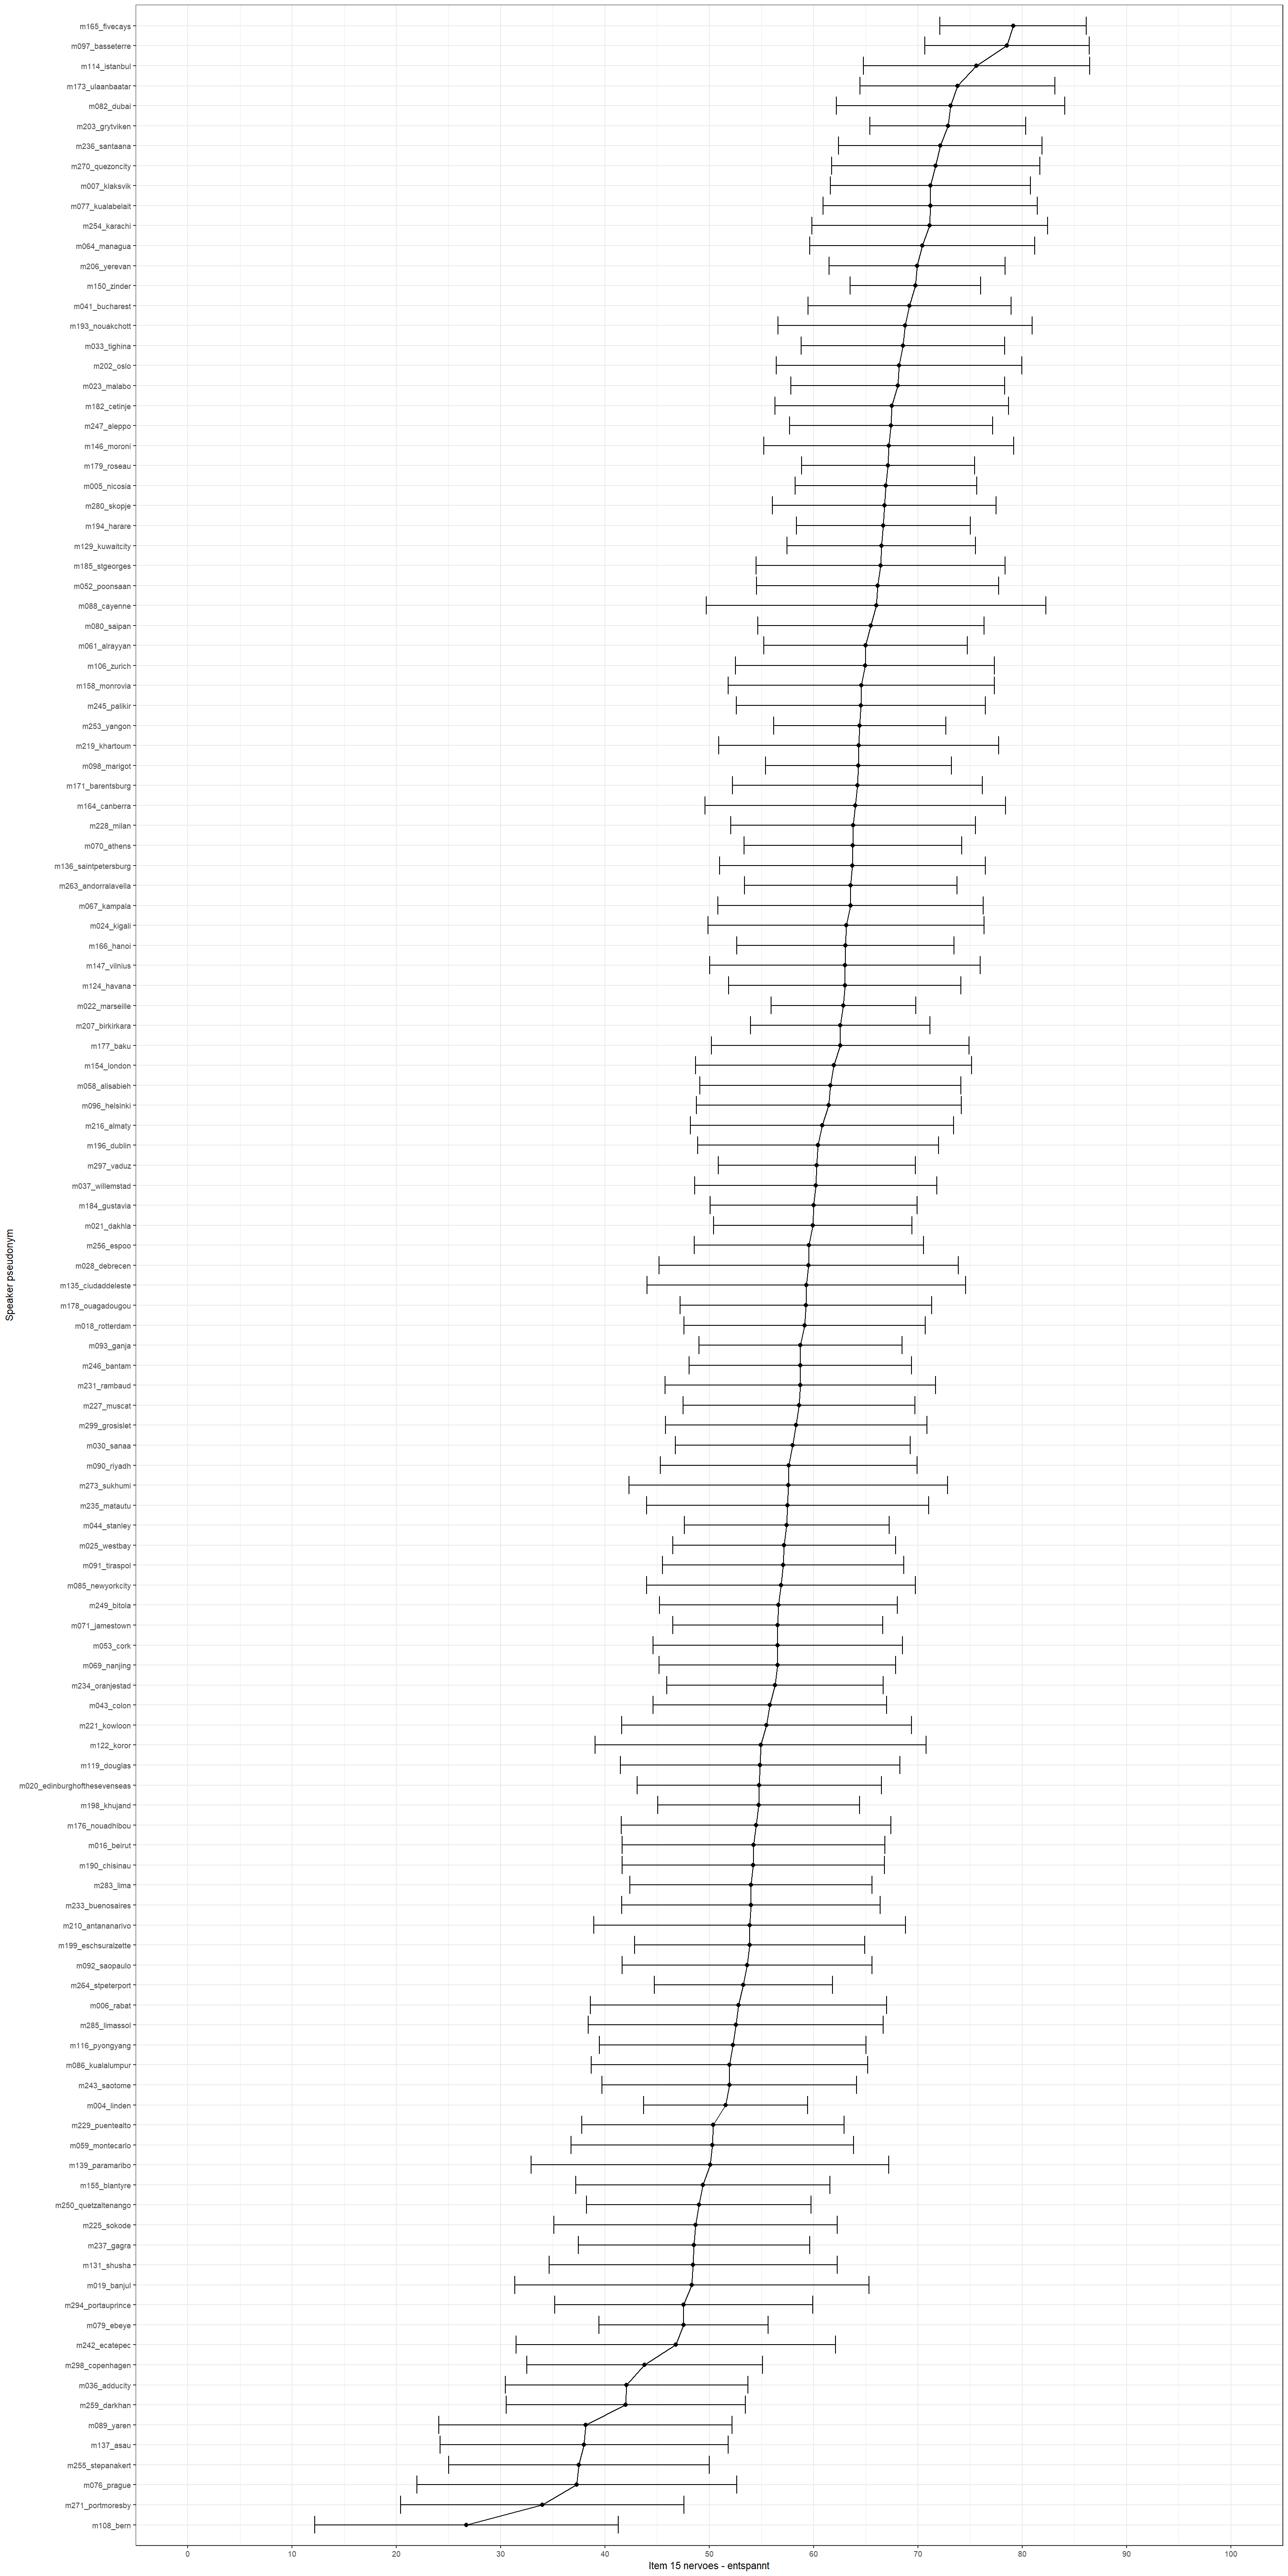 m165_fivecays
m097_basseterre
m114_istanbul
m173_ulaanbaatar
m082_dubai
m203_grytviken
m236_santaana
m270_quezoncity
m007_klaksvik
m077_kualabelait
m254_karachi
m064_managua
m206_yerevan
m150_zinder
m041_bucharest
m193_nouakchott
m033_tighina
m202_oslo
m023_malabo
m182_cetinje
m247_aleppo
m146_moroni
m179_roseau
m005_nicosia
m280_skopje
m194_harare
m129_kuwaitcity
m185_stgeorges
m052_poonsaan
m088_cayenne
m080_saipan
m061_alrayyan
m106_zurich
m158_monrovia
m245_palikir
m253_yangon
m219_khartoum
m098_marigot
m171_barentsburg
m164_canberra
m228_milan
m070_athens
m136_saintpetersburg
m263_andorralavella
m067_kampala
m024_kigali
m166_hanoi
m147_vilnius
m124_havana
m022_marseille
m207_birkirkara
m177_baku
m154_london
m058_alisabieh
m096_helsinki
m216_almaty
m196_dublin
m297_vaduz
m037_willemstad
m184_gustavia
m021_dakhla
m256_espoo
m028_debrecen
m135_ciudaddeleste
m178_ouagadougou
m018_rotterdam
m093_ganja
m246_bantam
m231_rambaud
m227_muscat
m299_grosislet
m030_sanaa
m090_riyadh
m273_sukhumi
m235_matautu
m044_stanley
m025_westbay
m091_tiraspol
m085_newyorkcity
m249_bitola
m071_jamestown
m053_cork
m069_nanjing
m234_oranjestad
m043_colon
m221_kowloon
m122_koror
m119_douglas
m020_edinburghofthesevenseas
m198_khujand
m176_nouadhibou
m016_beirut
m190_chisinau
m283_lima
m233_buenosaires
m210_antananarivo
m199_eschsuralzette
m092_saopaulo
m264_stpeterport
m006_rabat
m285_limassol
m116_pyongyang
m086_kualalumpur
m243_saotome
m004_linden
m229_puentealto
m059_montecarlo
m139_paramaribo
m155_blantyre
m250_quetzaltenango
m225_sokode
m237_gagra
m131_shusha
m019_banjul
m294_portauprince
m079_ebeye
m242_ecatepec
m298_copenhagen
m036_adducity
m259_darkhan
m089_yaren
m137_asau
m255_stepanakert
m076_prague
m271_portmoresby
m108_bern
Speaker pseudonym
0 10 20 30 40 50 60 70 80 90 100
Item 15 nervoes - entspannt